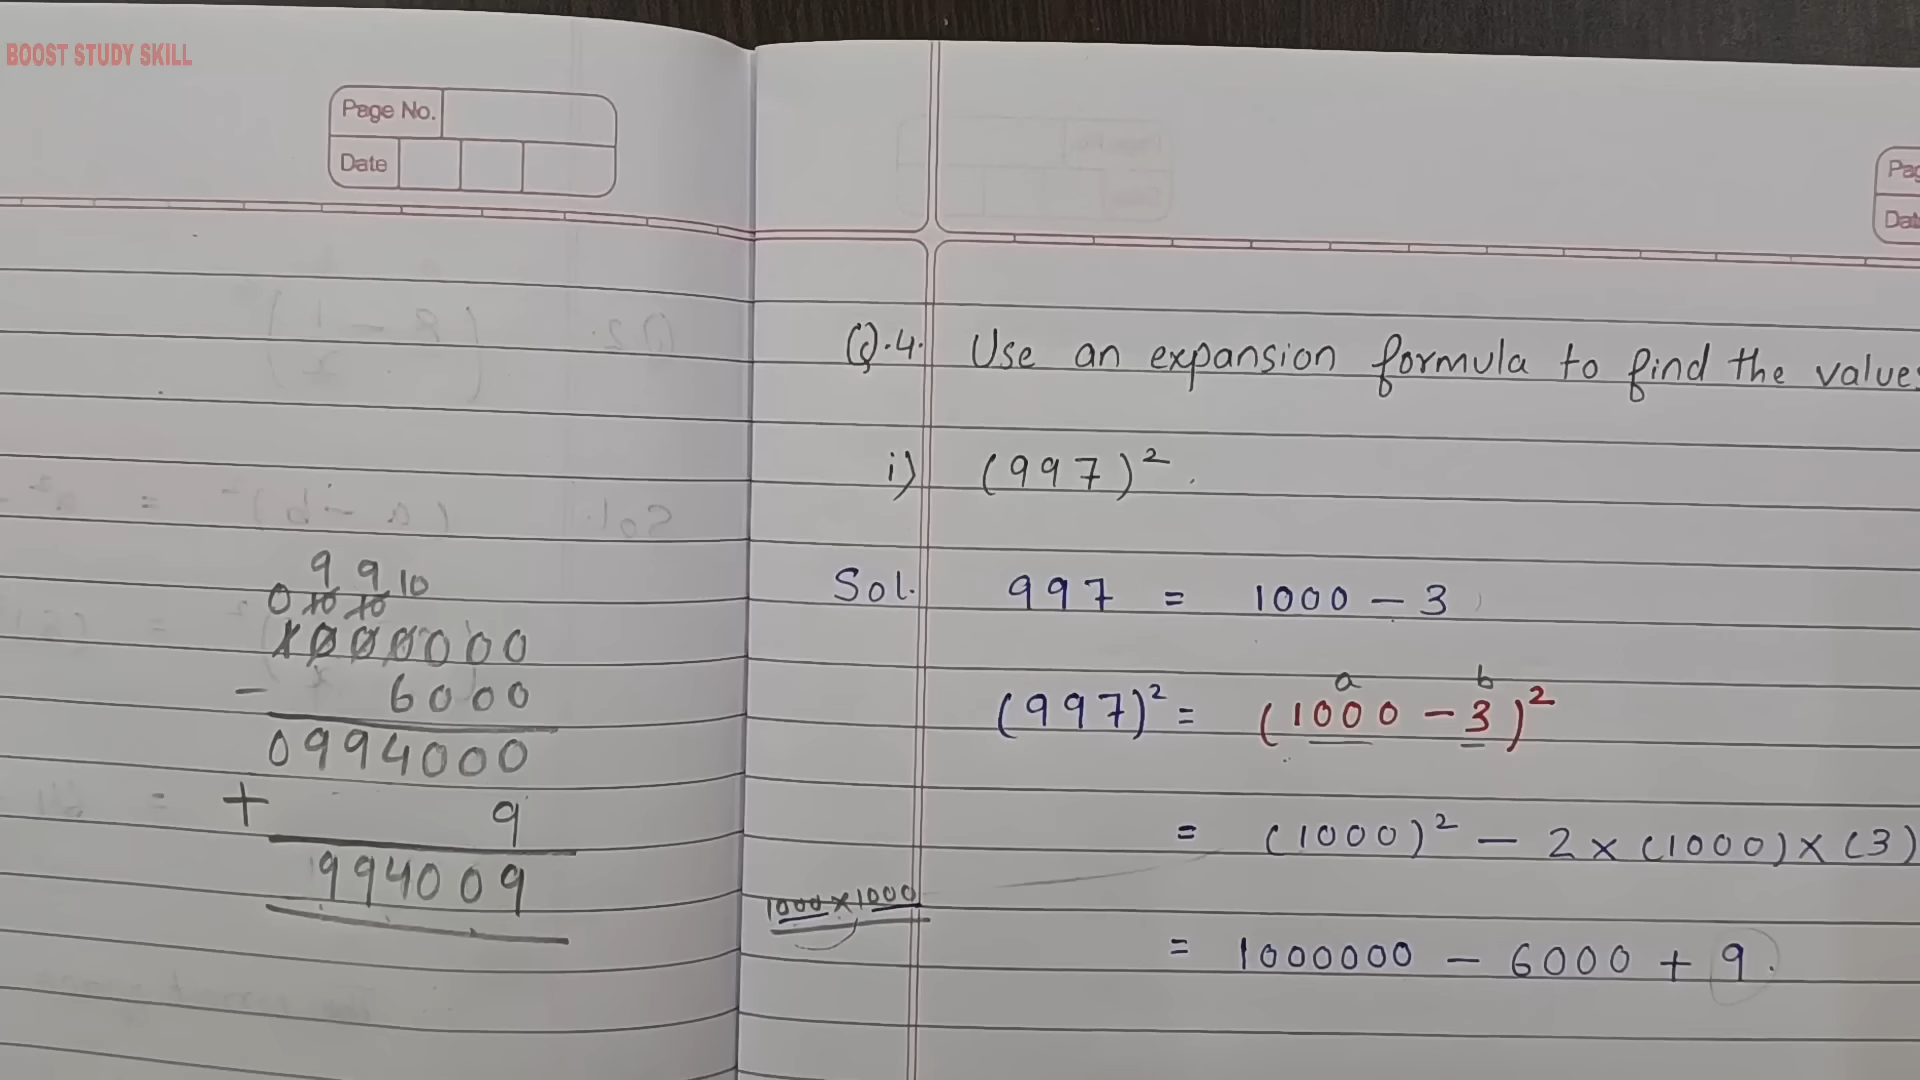 BOOST STUDY SKILL
Page No.
Date
9 9 10
0 10 10
1000000
- 6000
0994000
+ 9
994009
Q.4. Use an expansion formula to find the values
i) (997)².
Sol. 997 = 1000 - 3
a b
(997)² = (1000 - 3)²
= (1000)² - 2 × (1000) × (3)
1000×1000
= 1000000 - 6000 + 9.